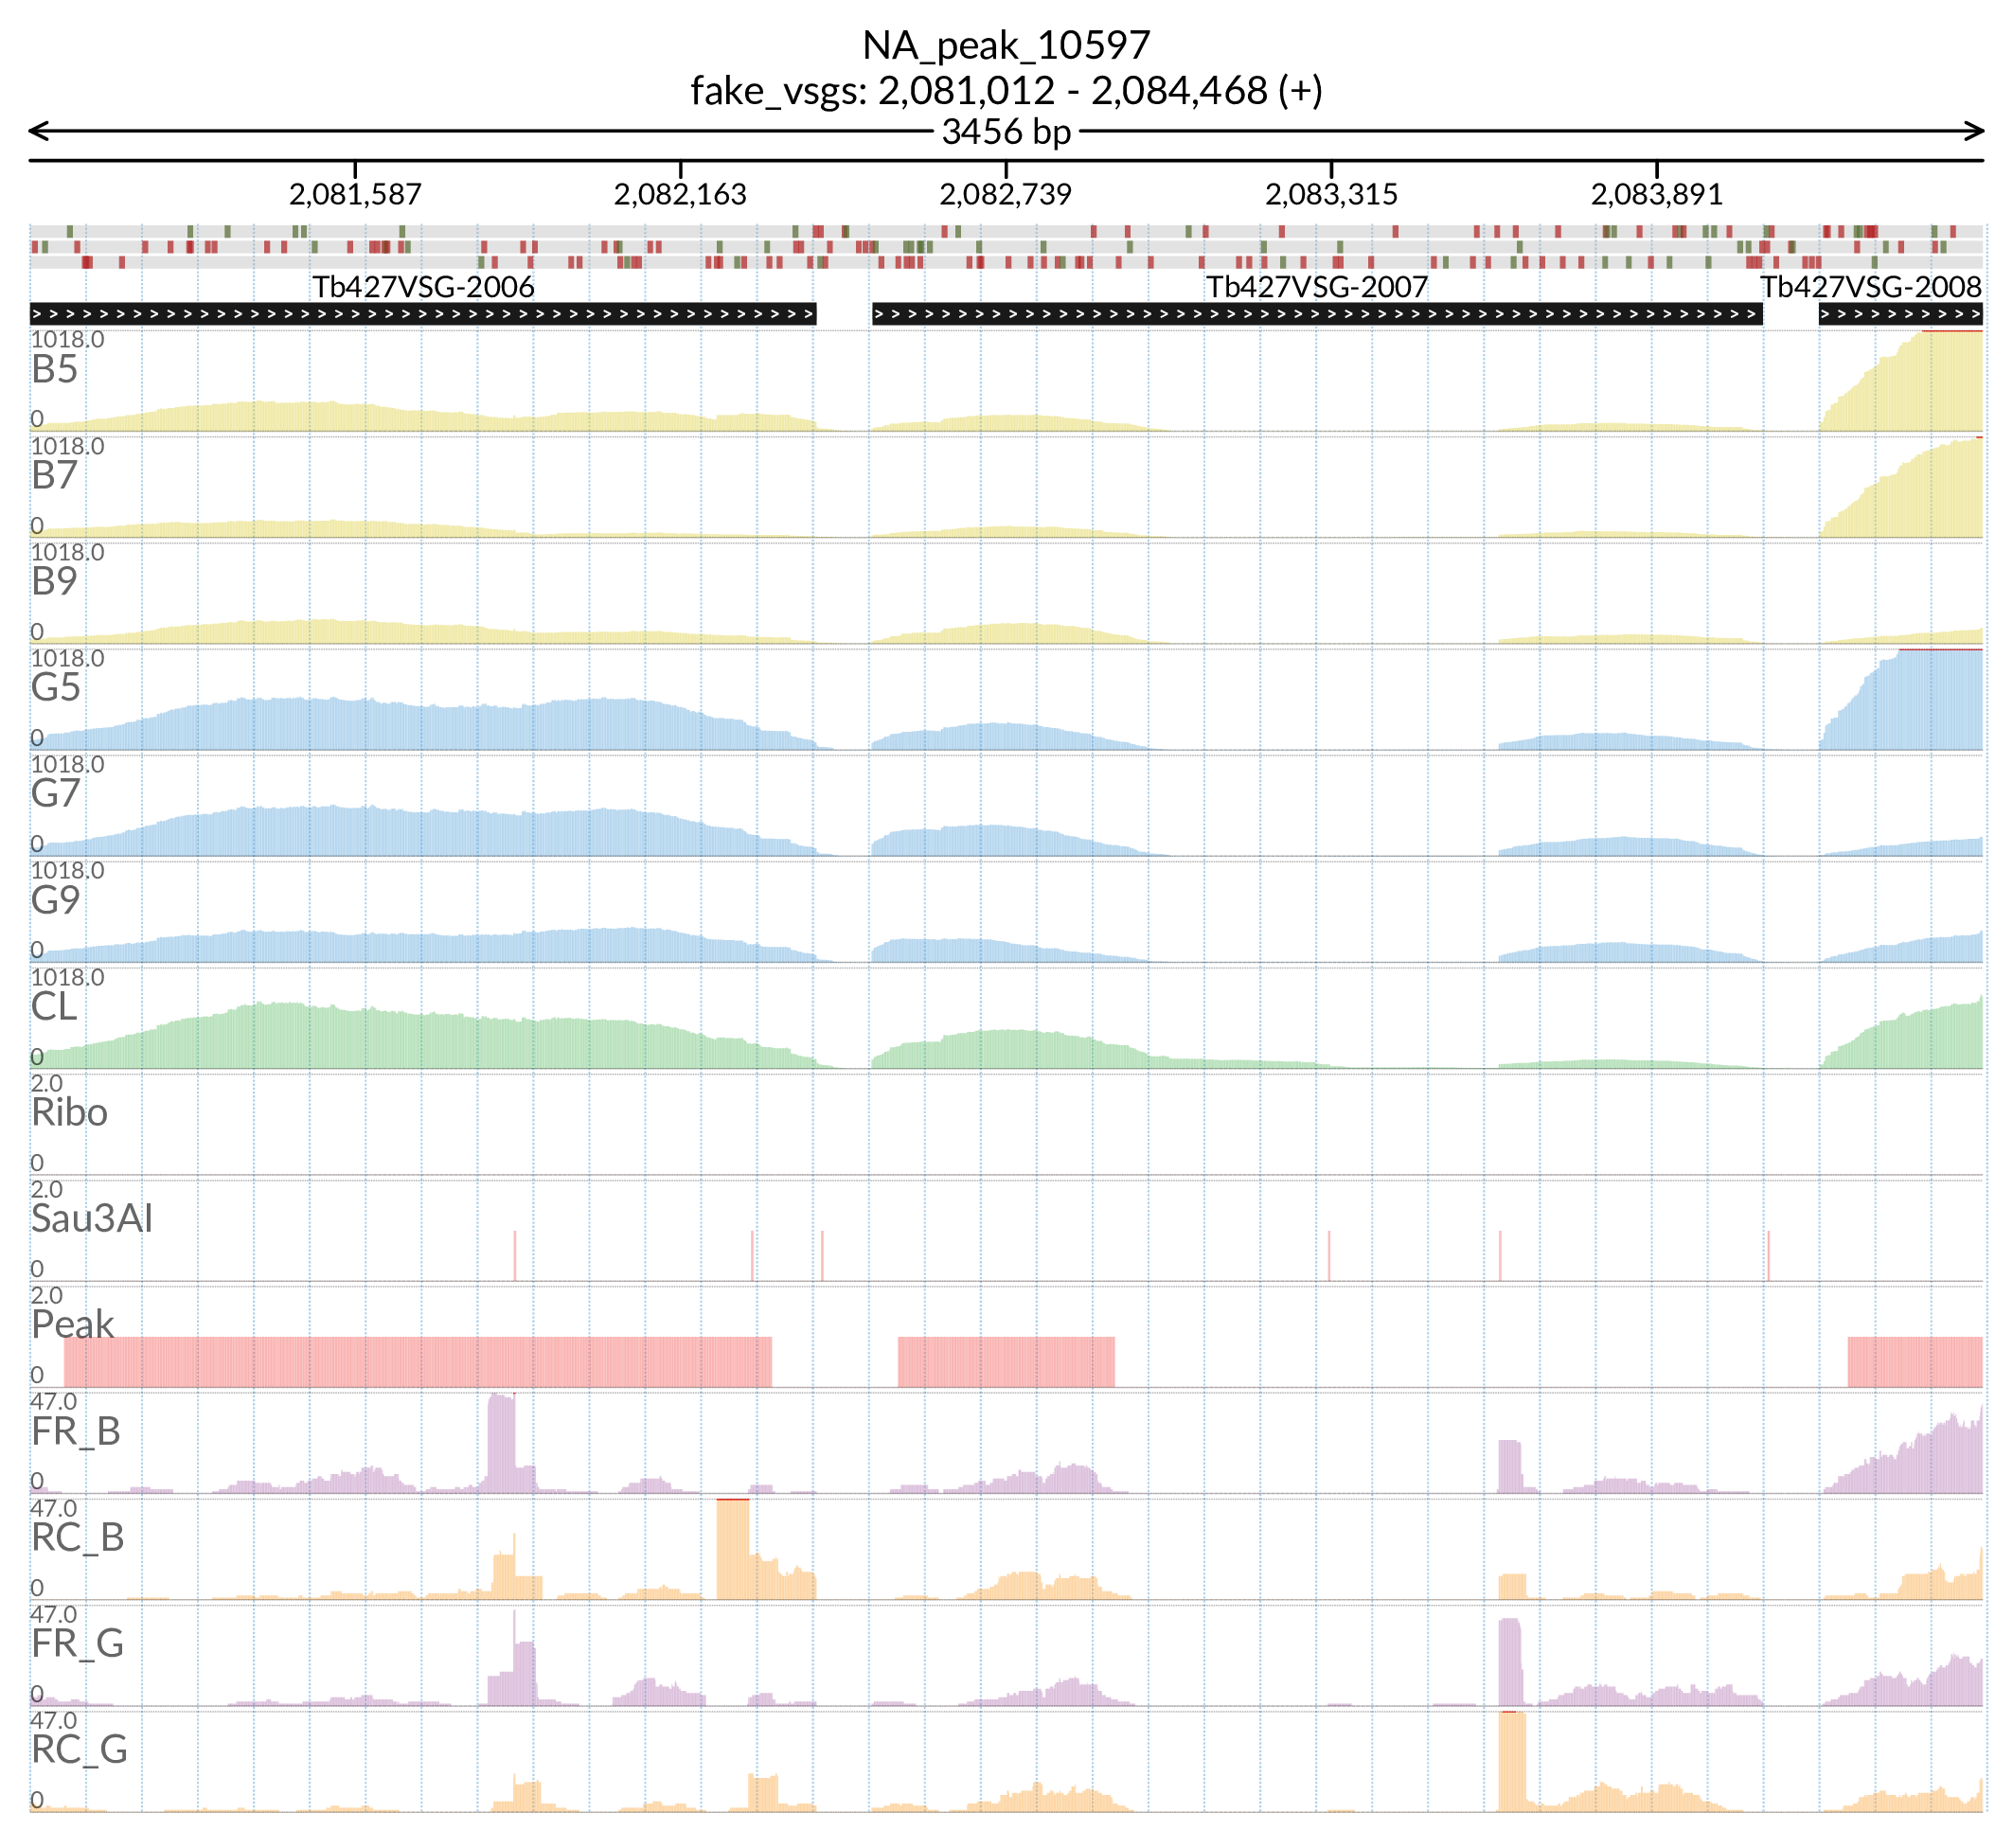 NA_peak_10597
fake_vsgs: 2,081,012 - 2,084,468 (+)
3456 bp
2,081,587 2,082,163 2,082,739 2,083,315 2,083,891
Tb427VSG-2006 Tb427VSG-2007 Tb427VSG-2008
1018.0
B5
0
1018.0
B7
0
1018.0
B9
0
1018.0
G5
0
1018.0
G7
0
1018.0
G9
0
1018.0
CL
0
2.0
Ribo
0
2.0
Sau3AI
0
2.0
Peak
0
47.0
FR_B
0
47.0
RC_B
0
47.0
FR_G
0
47.0
RC_G
0